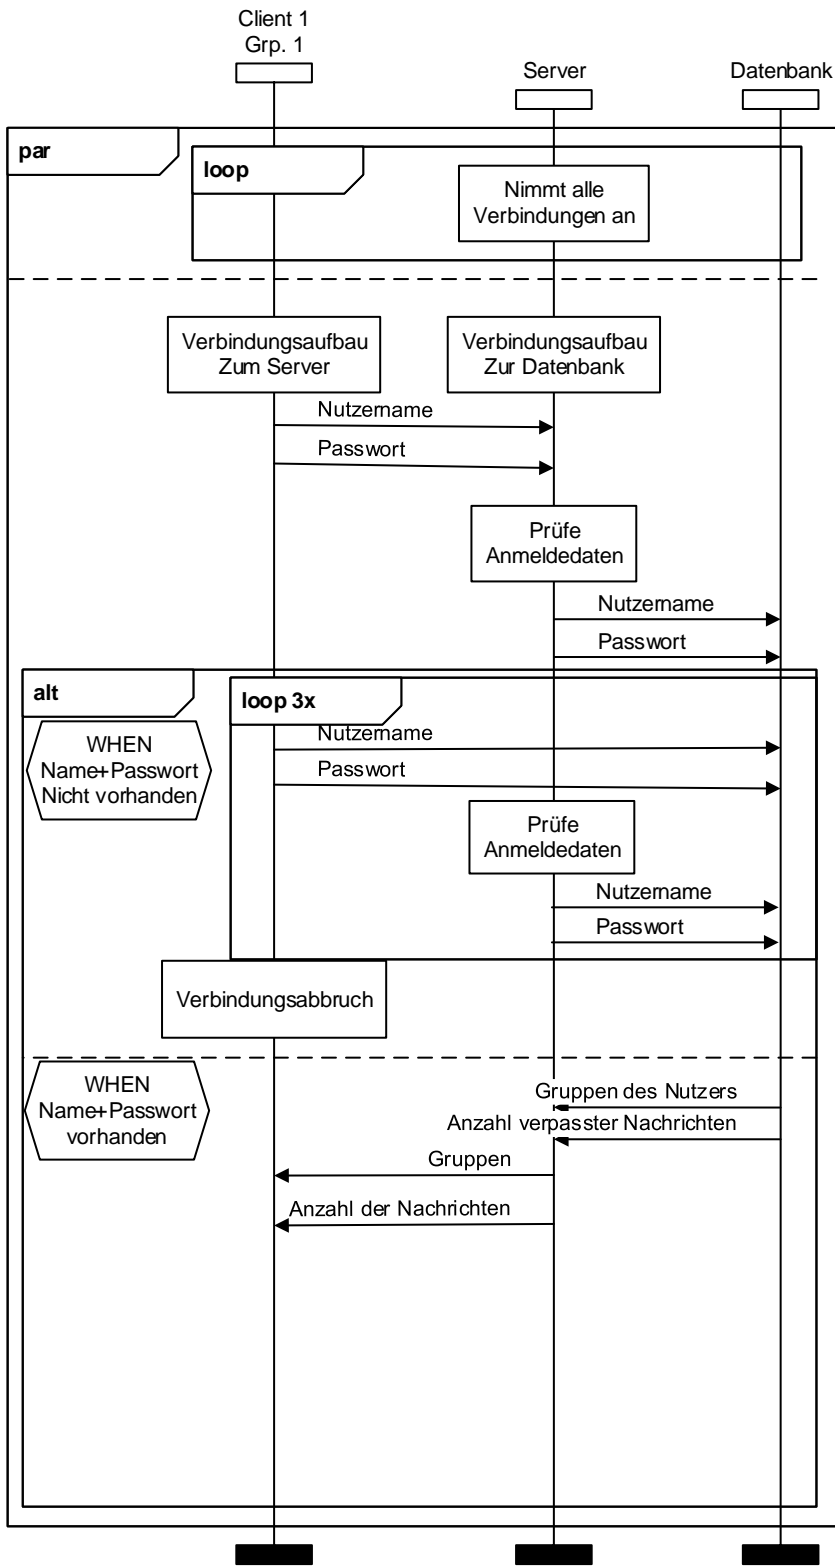 Client 1
Grp. 1
Server
Datenbank
par
loop
Nimmt alle
Verbindungen an
Verbindungsaufbau
Zum Server
Verbindungsaufbau
Zur Datenbank
Nutzername
Passwort
Prüfe
Anmeldedaten
Nutzername
Passwort
alt
loop 3x
WHEN
Name+Passwort
Nicht vorhanden
Nutzername
Passwort
Prüfe
Anmeldedaten
Nutzername
Passwort
Verbindungsabbruch
WHEN
Name+Passwort
vorhanden
Gruppen des Nutzers
Anzahl verpasster Nachrichten
Gruppen
Anzahl der Nachrichten